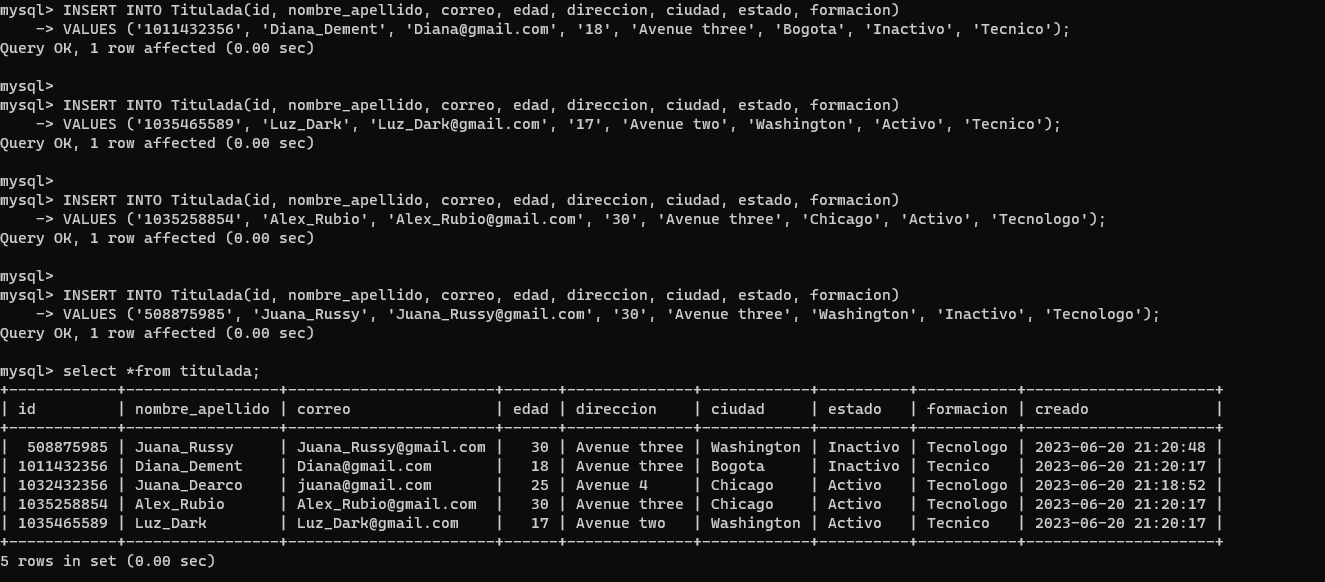 mysql> INSERT INTO Titulada(id, nombre_apellido, correo, edad, direccion, ciudad, estado, formacion)
    -> VALUES ('1011432356', 'Diana_Dement', 'Diana@gmail.com', '18', 'Avenue three', 'Bogota', 'Inactivo', 'Tecnico');
Query OK, 1 row affected (0.00 sec)

mysql>
mysql> INSERT INTO Titulada(id, nombre_apellido, correo, edad, direccion, ciudad, estado, formacion)
    -> VALUES ('1035465589', 'Luz_Dark', 'Luz_Dark@gmail.com', '17', 'Avenue two', 'Washington', 'Activo', 'Tecnico');
Query OK, 1 row affected (0.00 sec)

mysql>
mysql> INSERT INTO Titulada(id, nombre_apellido, correo, edad, direccion, ciudad, estado, formacion)
    -> VALUES ('1035258854', 'Alex_Rubio', 'Alex_Rubio@gmail.com', '30', 'Avenue three', 'Chicago', 'Activo', 'Tecnologo');
Query OK, 1 row affected (0.00 sec)

mysql>
mysql> INSERT INTO Titulada(id, nombre_apellido, correo, edad, direccion, ciudad, estado, formacion)
    -> VALUES ('508875985', 'Juana_Russy', 'Juana_Russy@gmail.com', '30', 'Avenue three', 'Washington', 'Inactivo', 'Tecnologo');
Query OK, 1 row affected (0.00 sec)

mysql> select *from titulada;
+------------+-----------------+-----------------------+------+--------------+------------+----------+-----------+---------------------+
| id         | nombre_apellido | correo                | edad | direccion    | ciudad     | estado   | formacion | creado              |
+------------+-----------------+-----------------------+------+--------------+------------+----------+-----------+---------------------+
|  508875985 | Juana_Russy     | Juana_Russy@gmail.com |   30 | Avenue three | Washington | Inactivo | Tecnologo | 2023-06-20 21:20:48 |
| 1011432356 | Diana_Dement    | Diana@gmail.com       |   18 | Avenue three | Bogota     | Inactivo | Tecnico   | 2023-06-20 21:20:17 |
| 1032432356 | Juana_Dearco    | juana@gmail.com       |   25 | Avenue 4     | Chicago    | Activo   | Tecnologo | 2023-06-20 21:18:52 |
| 1035258854 | Alex_Rubio      | Alex_Rubio@gmail.com  |   30 | Avenue three | Chicago    | Activo   | Tecnologo | 2023-06-20 21:20:17 |
| 1035465589 | Luz_Dark        | Luz_Dark@gmail.com    |   17 | Avenue two   | Washington | Activo   | Tecnico   | 2023-06-20 21:20:17 |
+------------+-----------------+-----------------------+------+--------------+------------+----------+-----------+---------------------+
5 rows in set (0.00 sec)